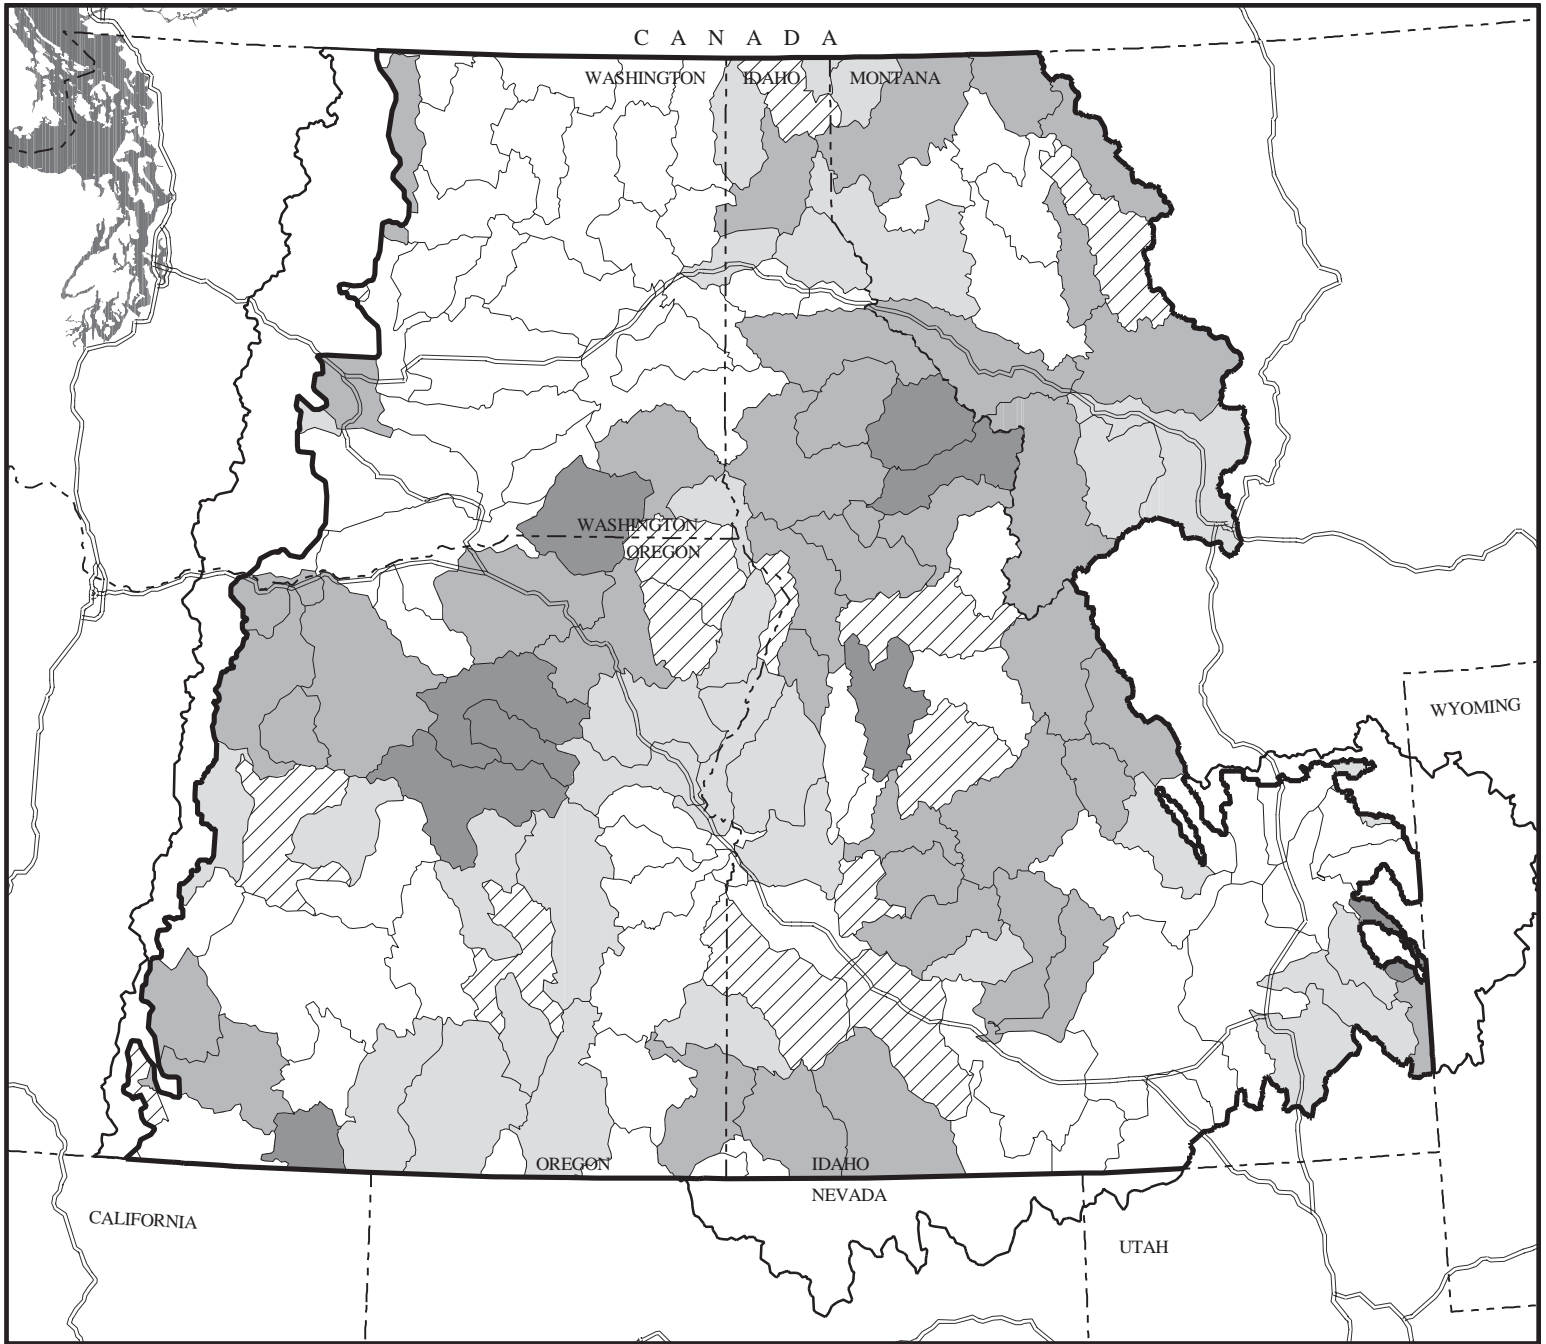 C A N A D A
WASHINGTON IDAHO MONTANA
WASHINGTON
OREGON
WYOMING
OREGON IDAHO
NEVADA
CALIFORNIA
UTAH